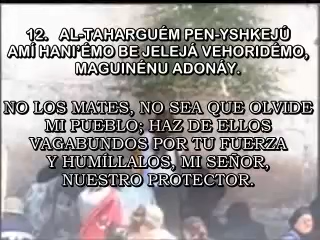 12. AL-TAHARGUÉM PEN-YSHKEJÚ
AMÍ HANI'ÉMO BE JELEJÁ VEHORIDÉMO,
MAGUINÉNU ADONÁY.
NO LOS MATES, NO SEA QUE OLVIDE
MI PUEBLO; HAZ DE ELLOS
VAGABUNDOS POR TU FUERZA
Y HUMÍLLALOS, MI SEÑOR,
NUESTRO PROTECTOR.